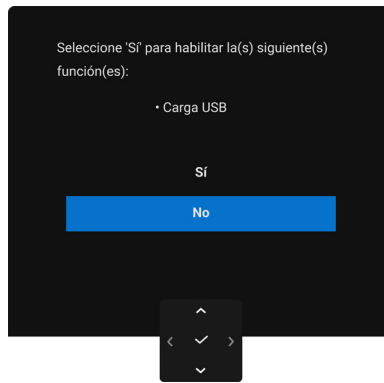 Seleccione 'Sí' para habilitar la(s) siguiente(s)
función(es):
• Carga USB
Sí
No